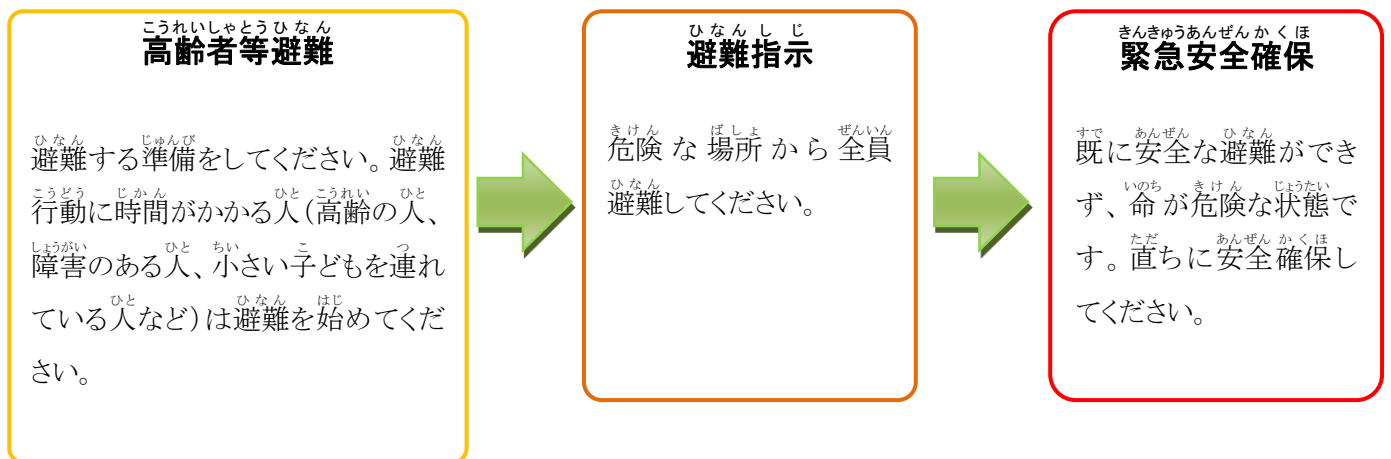 こうれいしゃとうひなん
高齢者等避難
ひなん じゅんび ひなん
避難する準備をしてください。避難
こうどう じかん ひと こうれい ひと
行動に時間がかかる人（高齢の人、
しょうがい ひと ちい こ つ
障害のある人、小さい子どもを連れ
ひと ひなん はじ
ている人など）は避難を始めてくだ
さい。
ひなんしじ
避難指示
きけん ばしょ ぜんいん
危険な場所から全員
ひなん
避難してください。
きんきゅうあんぜんかくほ
緊急安全確保
すで あんぜん ひなん
既に安全な避難ができ
いのち きけん じょうたい
ず、命が危険な状態で
ただ あんぜんかくほ
す。直ちに安全確保し
てください。